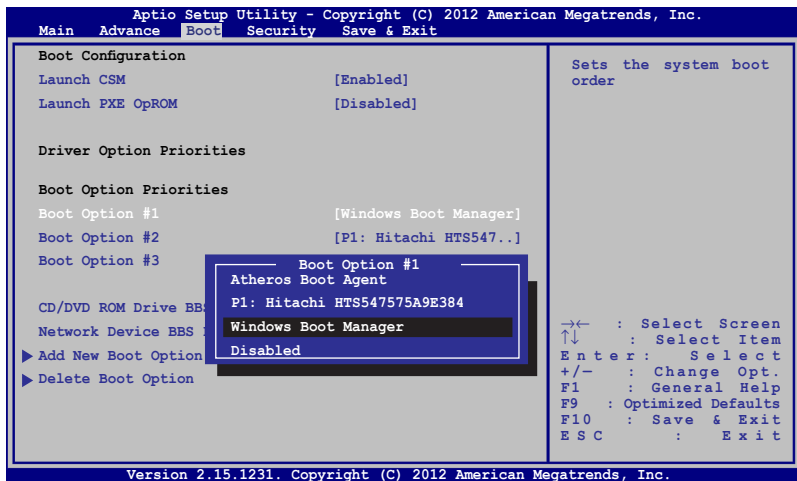 Aptio Setup Utility - Copyright (C) 2012 American Megatrends, Inc.
Main Advance Boot Security Save & Exit
Boot Configuration
Launch CSM [Enabled]
Launch PXE OpROM [Disabled]
Driver Option Priorities
Boot Option Priorities
Boot Option #1 [Windows Boot Manager]
Boot Option #2 [P1: Hitachi HTS547..]
Boot Option #3
CD/DVD ROM Drive BBS
Network Device BBS
Add New Boot Option
Delete Boot Option
Boot Option #1
Atheros Boot Agent
P1: Hitachi HTS547575A9E384
Windows Boot Manager
Disabled
Sets the system boot
order
→← : Select Screen
↑↓ : Select Item
Enter: Select
+/— : Change Opt.
F1 : General Help
F9 : Optimized Defaults
F10 : Save & Exit
ESC : Exit
Version 2.15.1231. Copyright (C) 2012 American Megatrends, Inc.